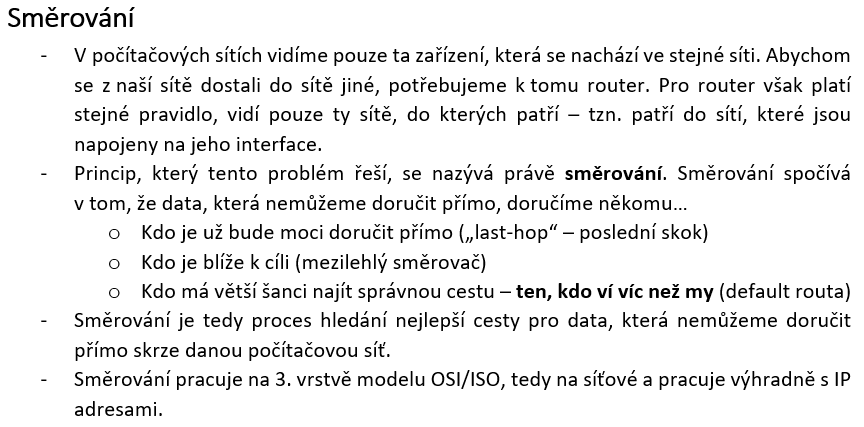 Směrování
- V počítačových sítích vidíme pouze ta zařízení, která se nachází ve stejné síti. Abychom
se z naší sítě dostali do sítě jiné, potřebujeme k tomu router. Pro router však platí
stejné pravidlo, vidí pouze ty sítě, do kterých patří – tzn. patří do sítí, které jsou
napojeny na jeho interface.
- Princip, který tento problém řeší, se nazývá právě směrování. Směrování spočívá
v tom, že data, která nemůžeme doručit přímo, doručíme někomu…
o Kdo je už bude moci doručit přímo („last-hop“ – poslední skok)
o Kdo je blíže k cíli (mezilehlý směrovač)
o Kdo má větší šanci najít správnou cestu – ten, kdo ví víc než my (default routa)
- Směrování je tedy proces hledání nejlepší cesty pro data, která nemůžeme doručit
přímo skrze danou počítačovou síť.
- Směrování pracuje na 3. vrstvě modelu OSI/ISO, tedy na síťové a pracuje výhradně s IP
adresami.